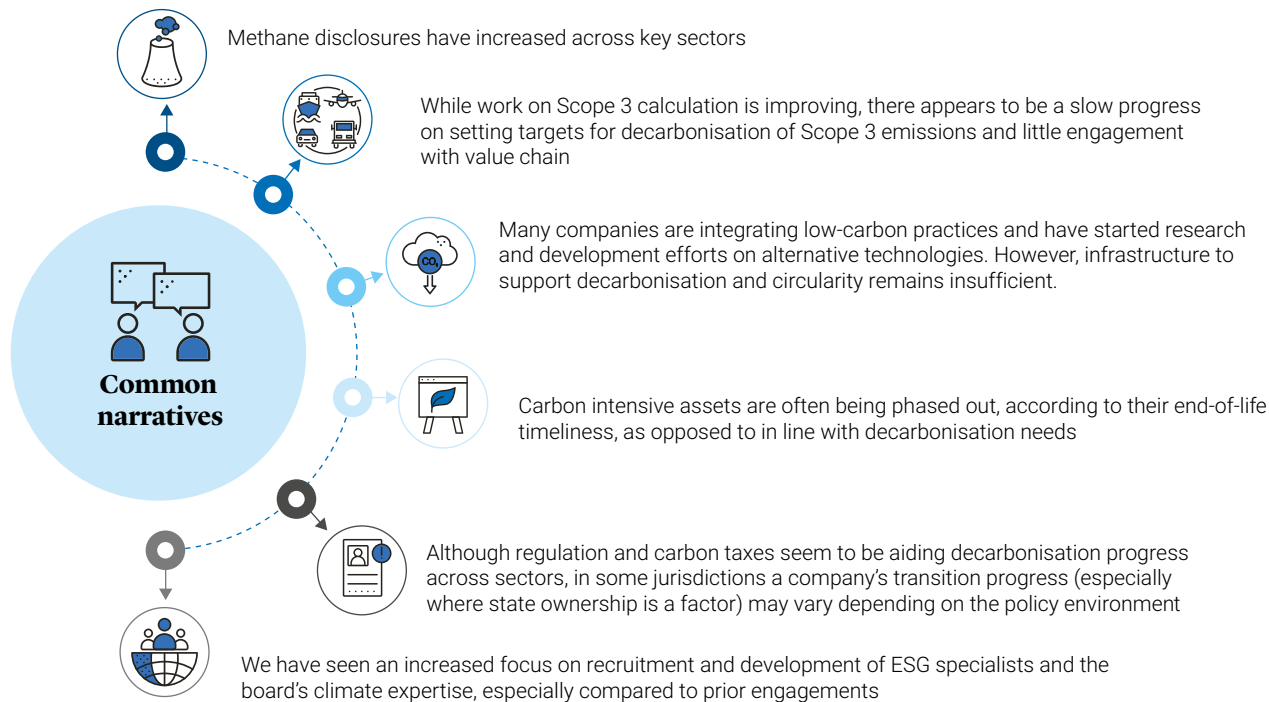 Methane disclosures have increased across key sectors
While work on Scope 3 calculation is improving, there appears to be a slow progress
on setting targets for decarbonisation of Scope 3 emissions and little engagement
with value chain
Many companies are integrating low-carbon practices and have started research
and development efforts on alternative technologies. However, infrastructure to
support decarbonisation and circularity remains insufficient.
CO₂
Common
narratives
Carbon intensive assets are often being phased out, according to their end-of-life
timeliness, as opposed to in line with decarbonisation needs
Although regulation and carbon taxes seem to be aiding decarbonisation progress
across sectors, in some jurisdictions a company’s transition progress (especially
where state ownership is a factor) may vary depending on the policy environment
We have seen an increased focus on recruitment and development of ESG specialists and the
board’s climate expertise, especially compared to prior engagements